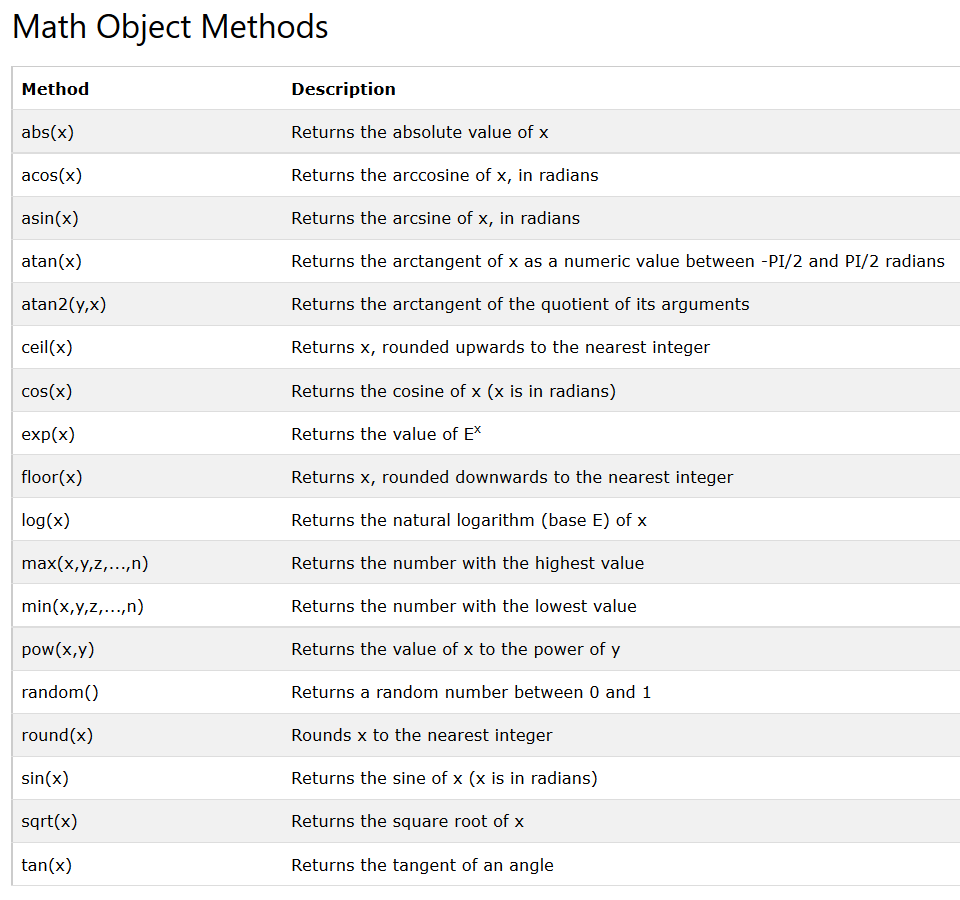 Math Object Methods
Method Description
abs(x) Returns the absolute value of x
acos(x) Returns the arccosine of x, in radians
asin(x) Returns the arcsine of x, in radians
atan(x) Returns the arctangent of x as a numeric value between -PI/2 and PI/2 radians
atan2(y,x) Returns the arctangent of the quotient of its arguments
ceil(x) Returns x, rounded upwards to the nearest integer
cos(x) Returns the cosine of x (x is in radians)
exp(x) Returns the value of Eˣ
floor(x) Returns x, rounded downwards to the nearest integer
log(x) Returns the natural logarithm (base E) of x
max(x,y,z,...,n) Returns the number with the highest value
min(x,y,z,...,n) Returns the number with the lowest value
pow(x,y) Returns the value of x to the power of y
random() Returns a random number between 0 and 1
round(x) Rounds x to the nearest integer
sin(x) Returns the sine of x (x is in radians)
sqrt(x) Returns the square root of x
tan(x) Returns the tangent of an angle